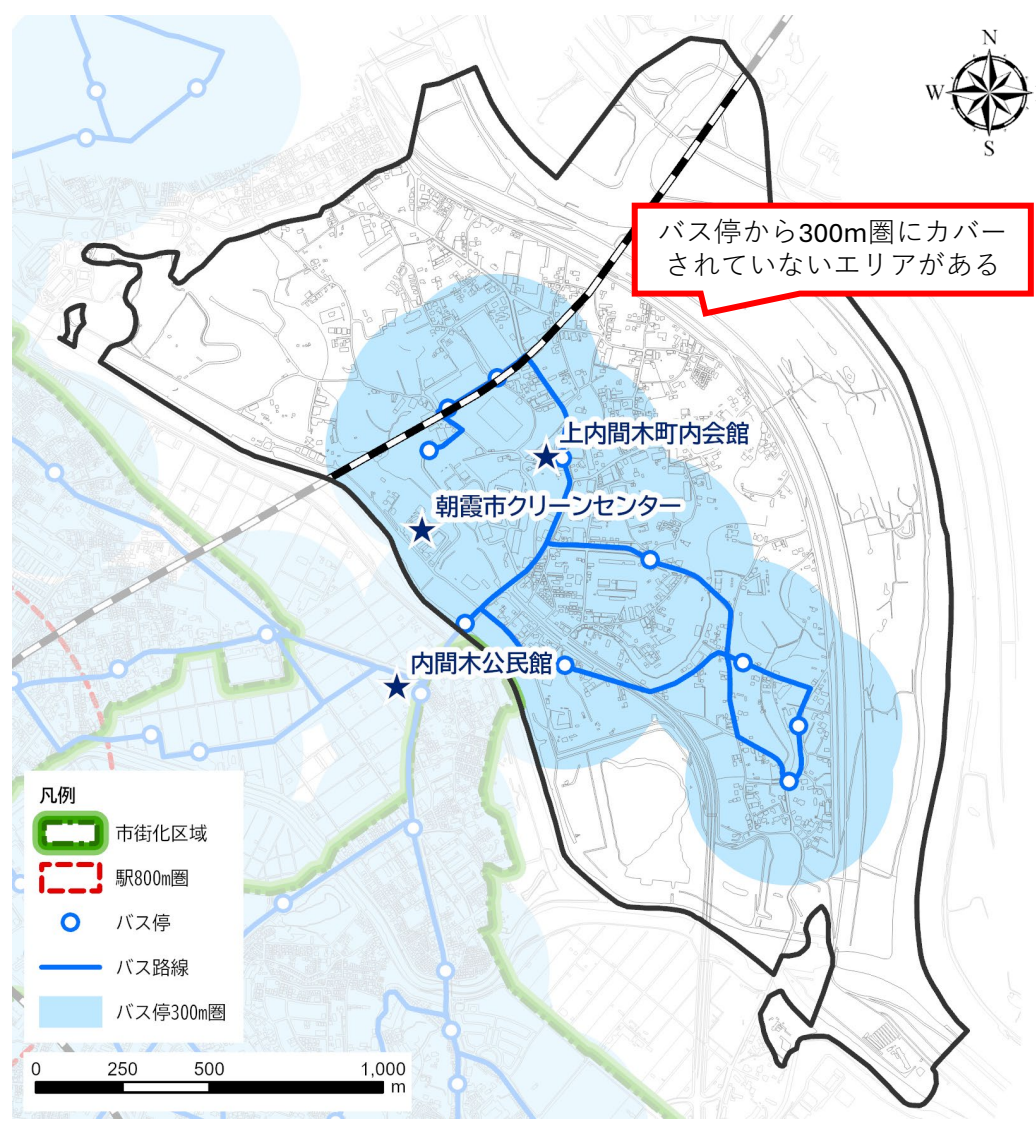 N
W
S
バス停から300m圏にカバー
されていないエリアがある
上内間木町内会館
朝霞市クリーンセンター
内間木公民館
凡例
市街化区域
駅800m圏
バス停
バス路線
バス停300m圏
0 250 500 1,000
m